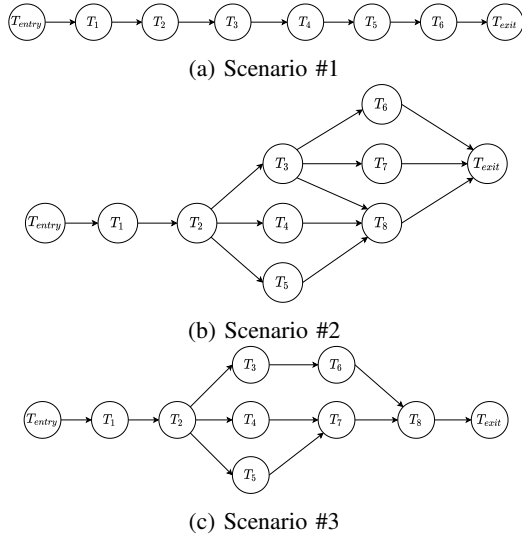 T_entry T_1 T_2 T_3 T_4 T_5 T_6 T_exit
(a) Scenario #1
T_6
T_3 T_7 T_exit
T_entry T_1 T_2 T_4 T_8
T_5
(b) Scenario #2
T_3 T_6
T_entry T_1 T_2 T_4 T_7 T_8 T_exit
T_5
(c) Scenario #3